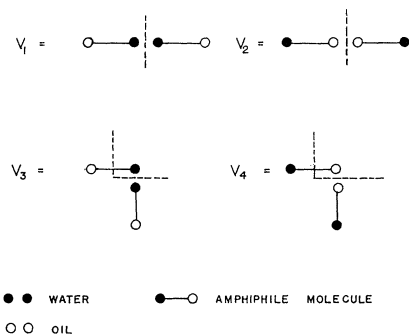 V₁ = V₂ =
V₃ = V₄ =
WATER AMPHIPHILE MOLECULE
OIL